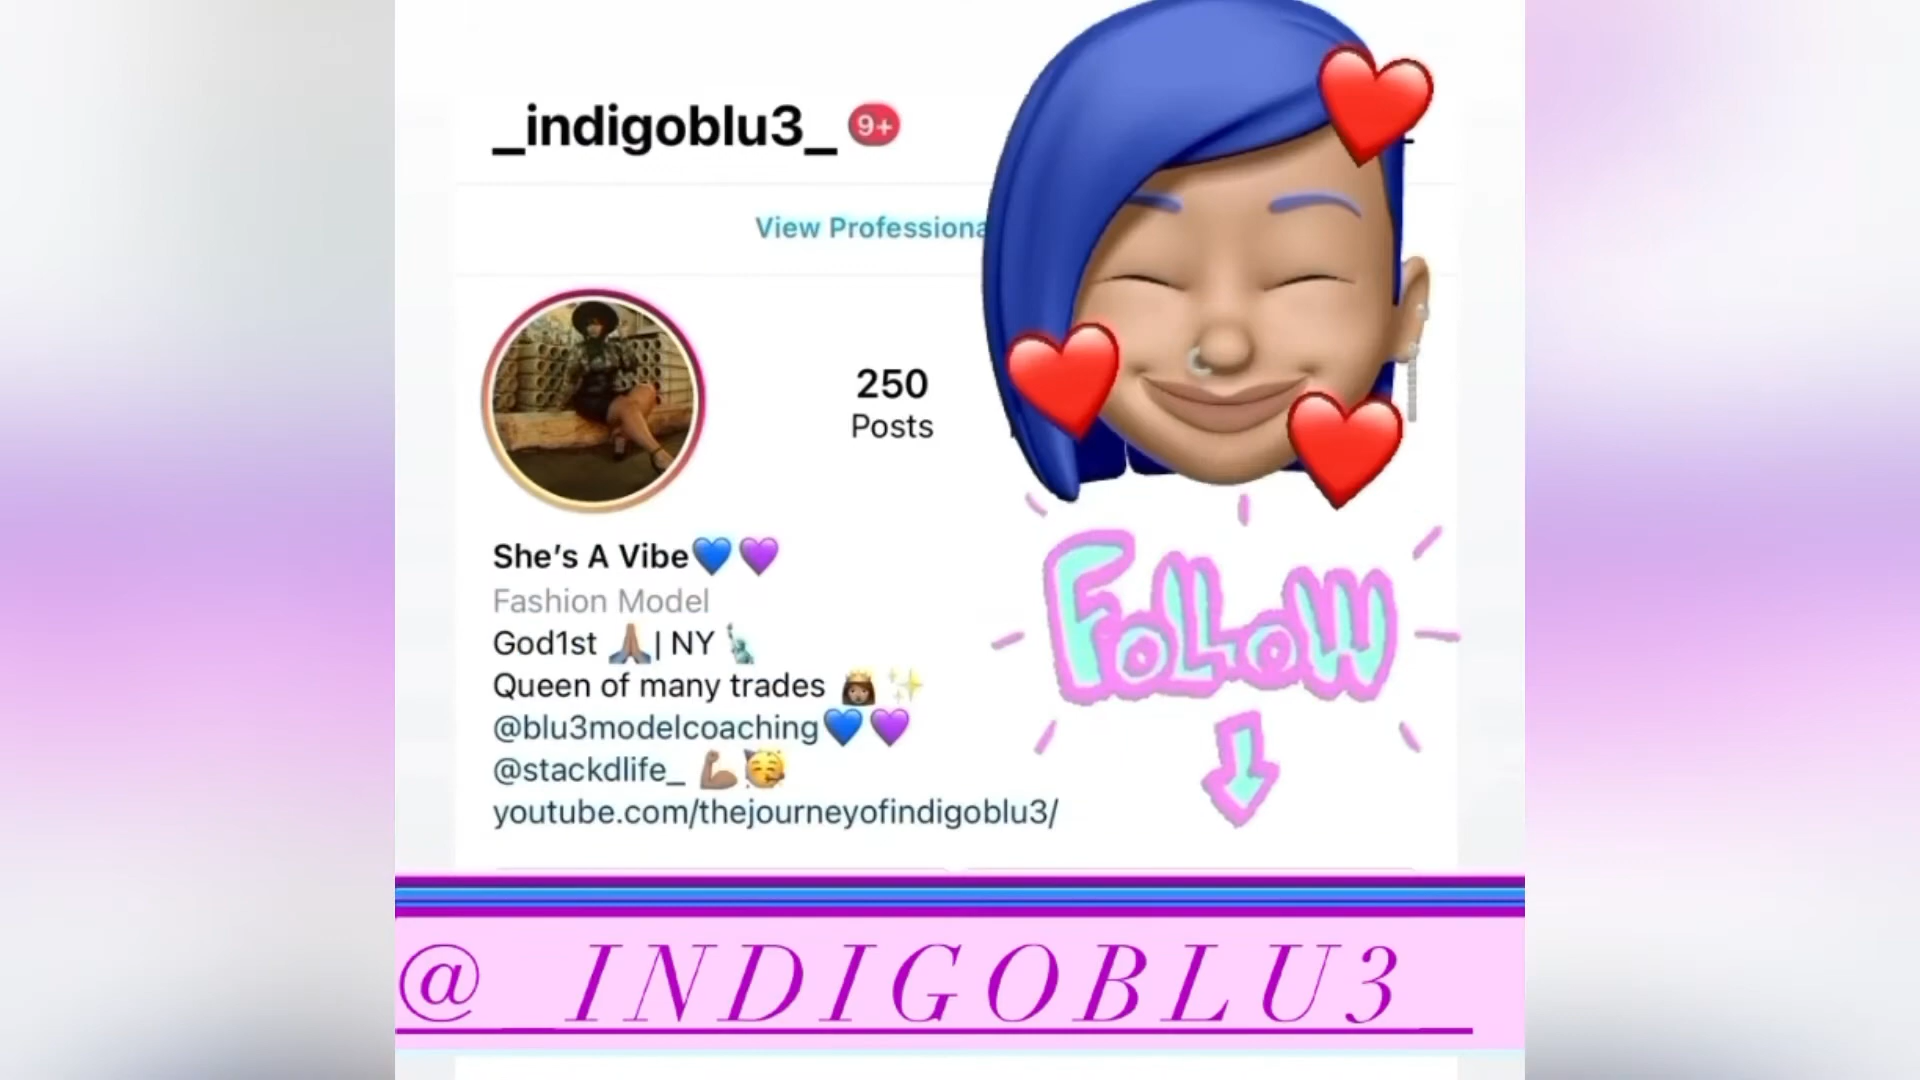 _indigoblu3_ 9+
View Professiona
250
Posts
She's A Vibe💙💜
Fashion Model
God1st 🙏🏽| NY 🗽
Queen of many trades 👸🏽✨
@blu3modelcoaching💙💜
@stackdlife_ 💪🏽🥳
youtube.com/thejourneyofindigoblu3/
FOLLOW
@_INDIGOBLU3_